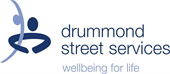 drummond
street services
wellbeing for life